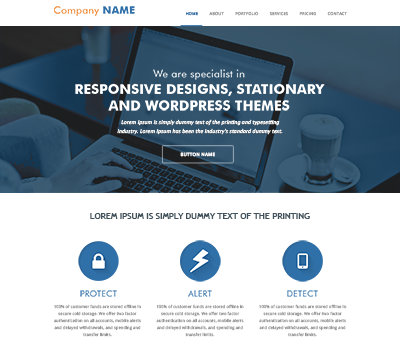 Company NAME
HOME ABOUT PORTFOLIO SERVICES PRICING CONTACT
We are specialist in
RESPONSIVE DESIGNS, STATIONARY
AND WORDPRESS THEMES
Lorem Ipsum is simply dummy text of the printing and typesetting
industry. Lorem Ipsum has been the industry's standard dummy text.
BUTTON NAME
LOREM IPSUM IS SIMPLY DUMMY TEXT OF THE PRINTING
PROTECT
100% of customer funds are stored offline in
secure cold storage. We offer two factor
authentication on all accounts, mobile alerts
and delayed withdrawals, and spending and
transfer limits.
ALERT
100% of customer funds are stored offline in
secure cold storage. We offer two factor
authentication on all accounts, mobile alerts
and delayed withdrawals, and spending and
transfer limits.
DETECT
100% of customer funds are stored offline in
secure cold storage. We offer two factor
authentication on all accounts, mobile alerts
and delayed withdrawals, and spending and
transfer limits.